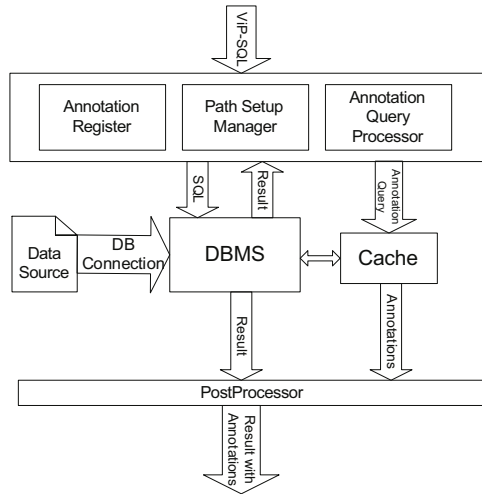 ViP-SQL
Annotation
Register
Path Setup
Manager
Annotation
Query
Processor
SQL
Result
Annotation
Query
Data
Source
DB
Connection
DBMS
Cache
Result
Annotations
PostProcessor
Result with
Annotations